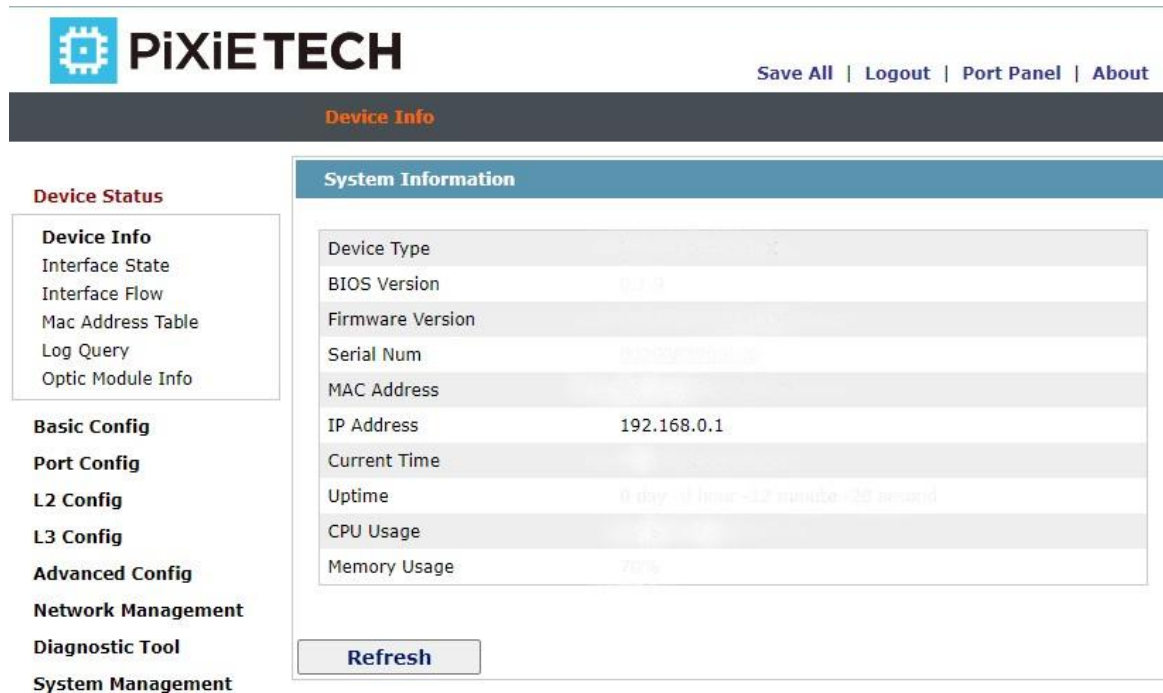 PiXiE TECH
Save All | Logout | Port Panel | About
Device Info
Device Status
Device Info
Interface State
Interface Flow
Mac Address Table
Log Query
Optic Module Info
Basic Config
Port Config
L2 Config
L3 Config
Advanced Config
Network Management
Diagnostic Tool
System Management
System Information
Device Type
BIOS Version
Firmware Version
Serial Num
MAC Address
IP Address 192.168.0.1
Current Time
Uptime
CPU Usage
Memory Usage
Refresh